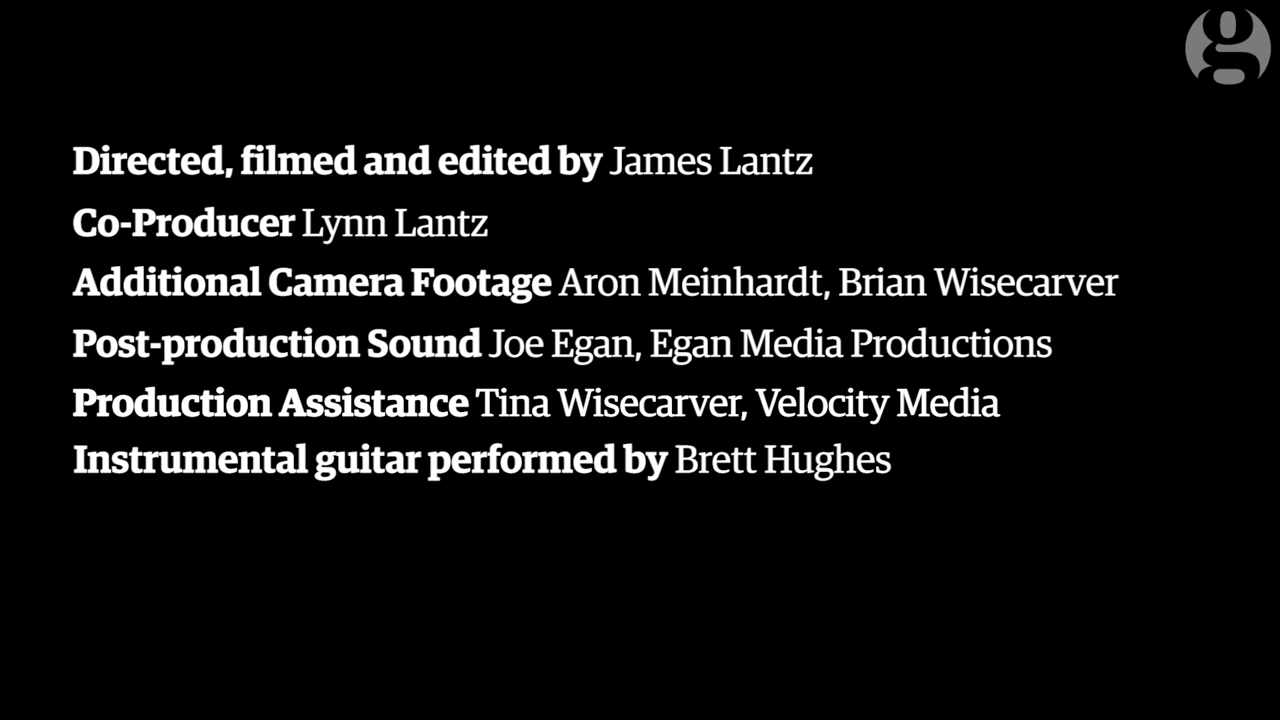 Directed, filmed and edited by James Lantz
Co-Producer Lynn Lantz
Additional Camera Footage Aron Meinhardt, Brian Wisecarver
Post-production Sound Joe Egan, Egan Media Productions
Production Assistance Tina Wisecarver, Velocity Media
Instrumental guitar performed by Brett Hughes
g